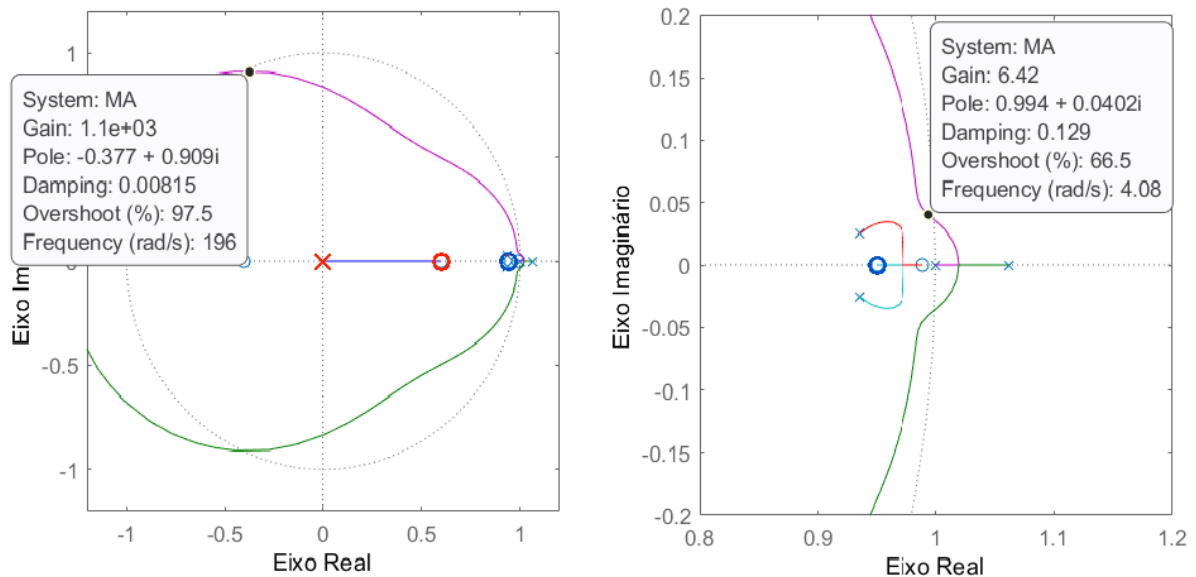 1
0
-0.5
-1
-1
-0.5
0
0.5
1
Eixo Real
Eixo Im
System: MA
Gain: 1.1e+03
Pole: -0.377 + 0.909i
Damping: 0.00815
Overshoot (%): 97.5
Frequency (rad/s): 196
0.2
0.15
0.1
0.05
0
-0.05
-0.1
-0.15
-0.2
0.8
0.9
1
1.1
1.2
Eixo Real
Eixo Imaginário
System: MA
Gain: 6.42
Pole: 0.994 + 0.0402i
Damping: 0.129
Overshoot (%): 66.5
Frequency (rad/s): 4.08